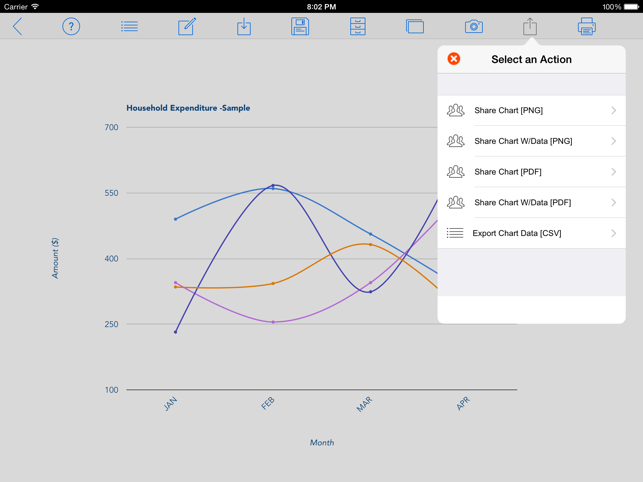 Carrier 8:02 PM 100%
?
Select an Action
Share Chart [PNG]
Share Chart W/Data [PNG]
Share Chart [PDF]
Share Chart W/Data [PDF]
Export Chart Data [CSV]
Household Expenditure -Sample
700
550
400
250
100
Amount ($)
JAN FEB MAR APR
Month